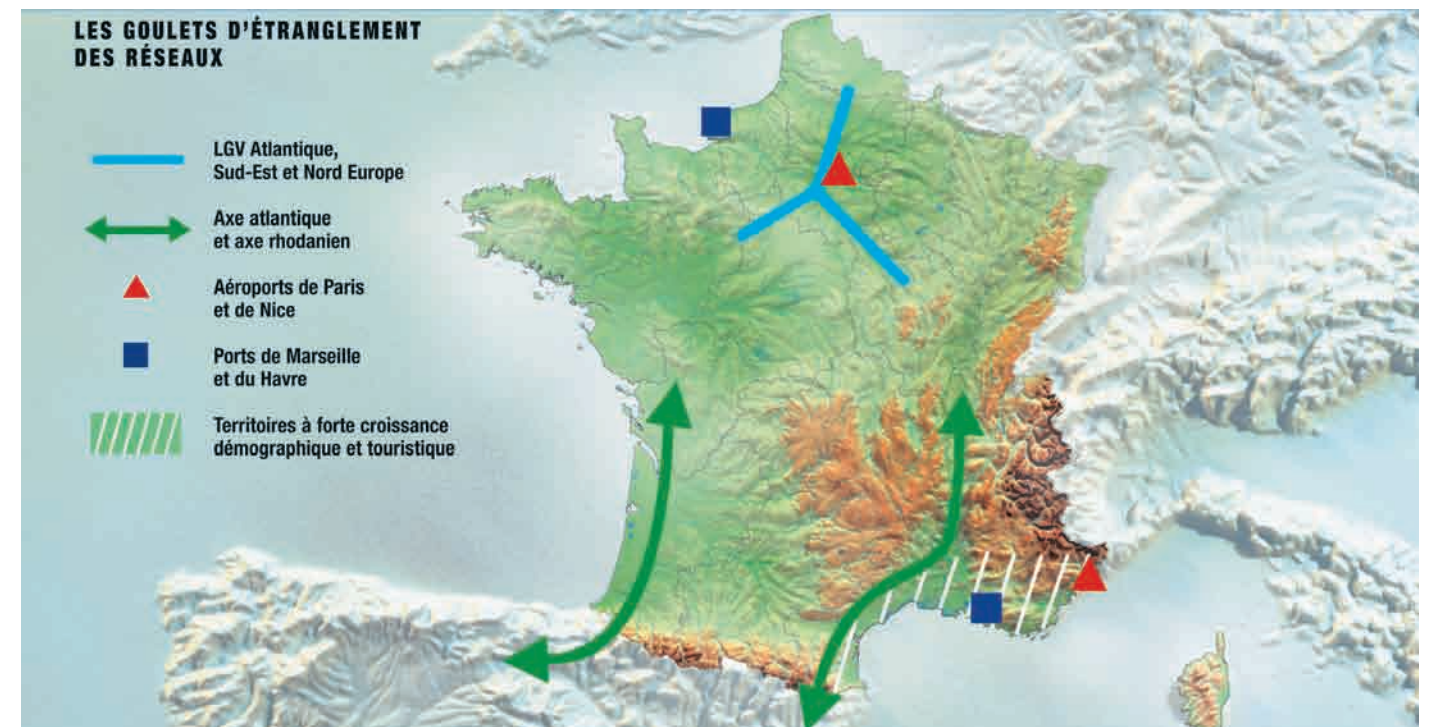 LES GOULETS D'ÉTRANGLEMENT
DES RÉSEAUX
LGV Atlantique,
Sud-Est et Nord Europe
Axe atlantique
et axe rhodanien
Aéroports de Paris
et de Nice
Ports de Marseille
et du Havre
Territoires à forte croissance
démographique et touristique